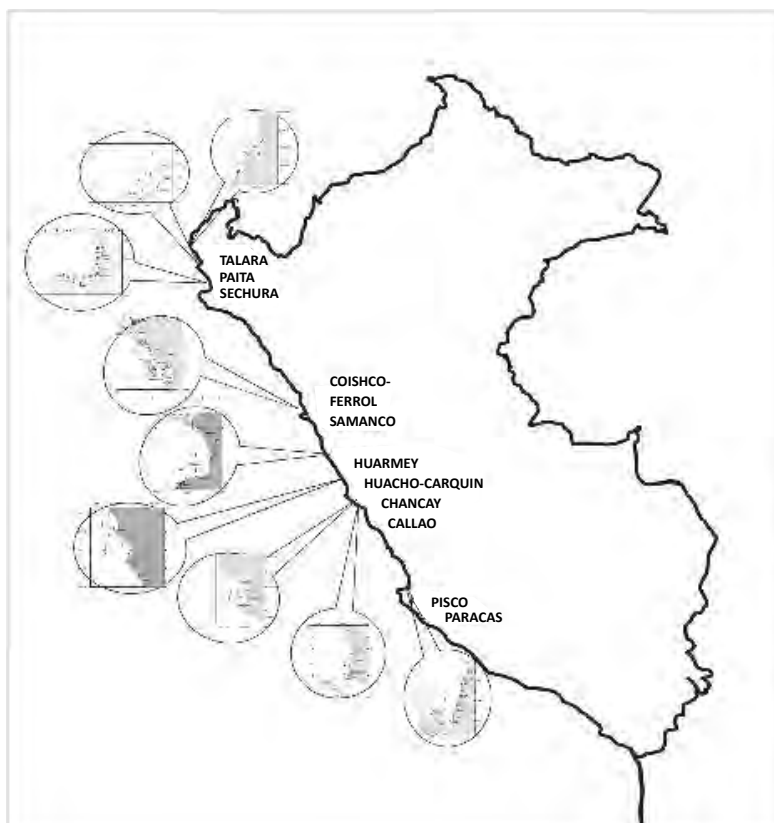 TALARA
PAITA
SECHURA
COISHCO-
FERROL
SAMANCO
HUARMEY
HUACHO-CARQUIN
CHANCAY
CALLAO
PISCO
PARACAS